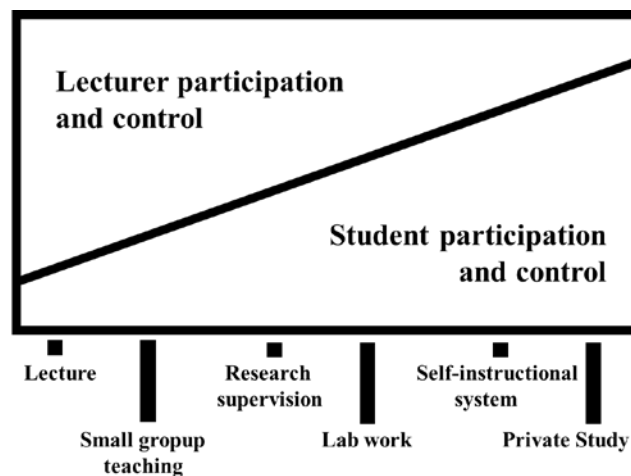 Lecturer participation
and control
Student participation
and control
Lecture
Small gropup
teaching
Research
supervision
Lab work
Self-instructional
system
Private Study